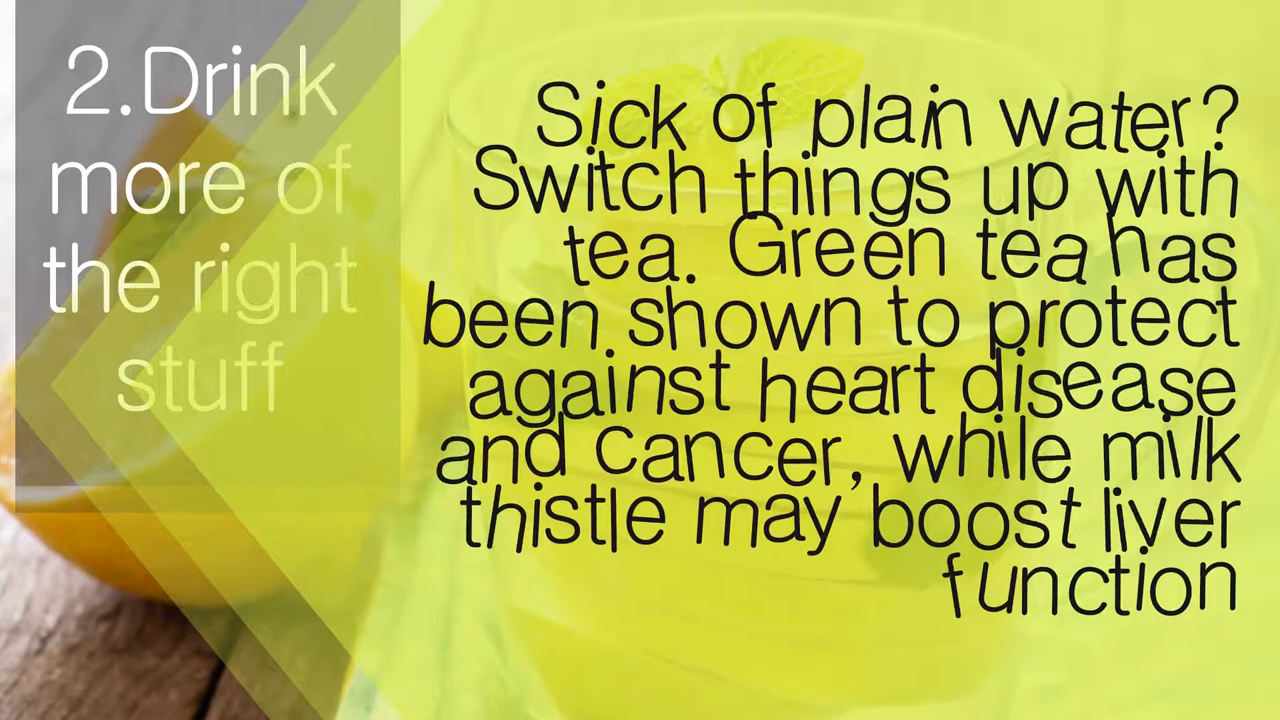 2.Drink
more of
the right
stuff
Sick of plain water?
Switch things up with
tea. Green tea has
been shown to protect
against heart disease
and cancer, while milk
thistle may boost liver
function